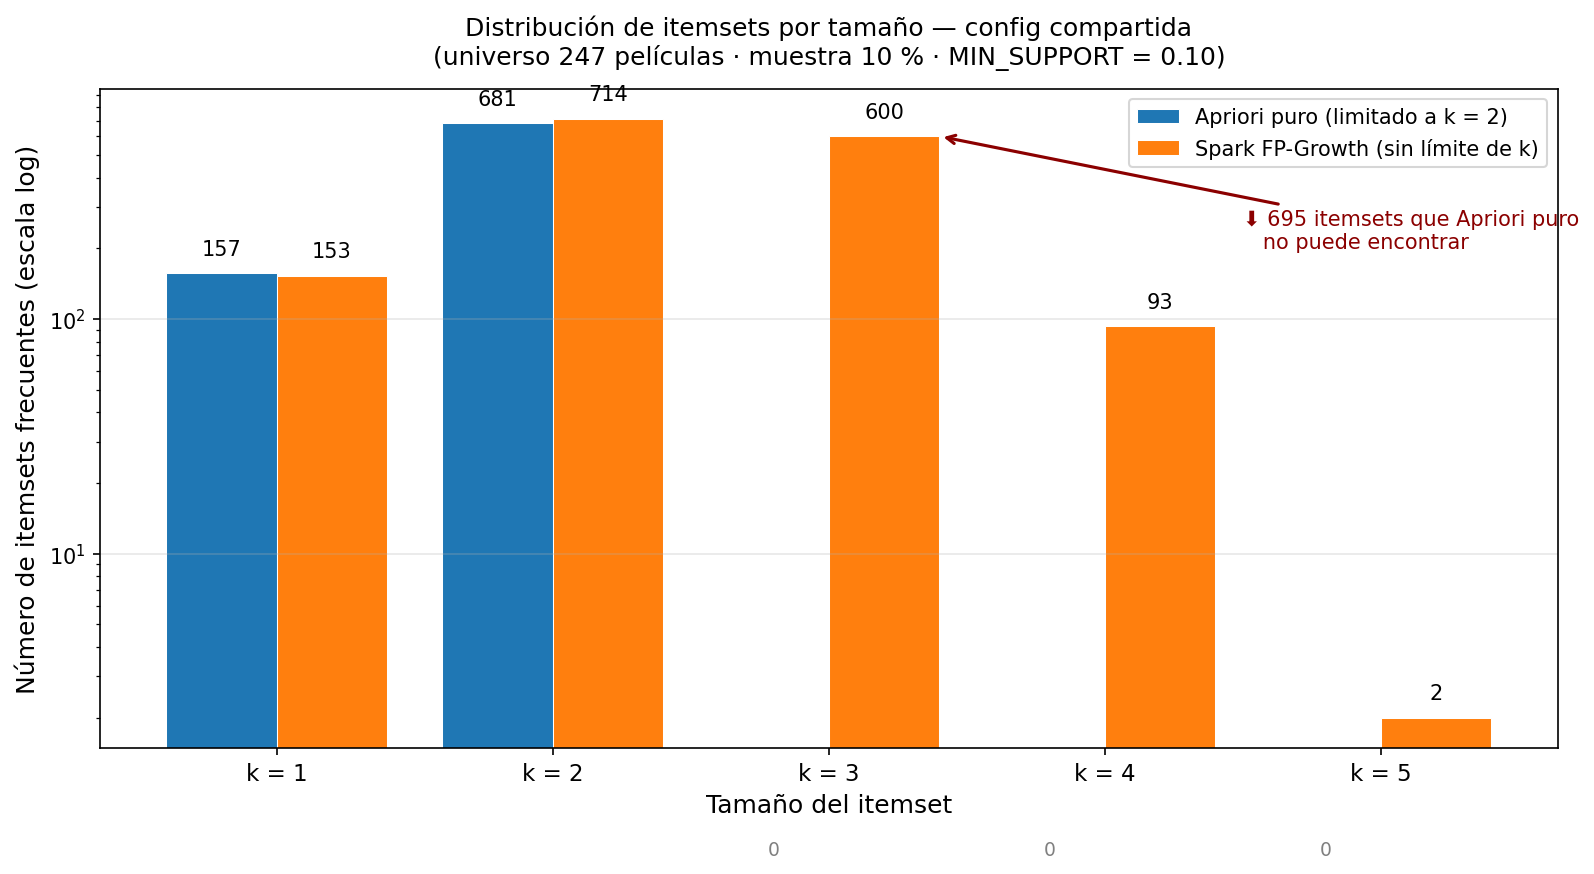 Distribución de itemsets por tamaño — config compartida
(universo 247 películas · muestra 10 % · MIN_SUPPORT = 0.10)
Número de itemsets frecuentes (escala log)
10²
10¹
157
153
681
714
600
93
2
Apriori puro (limitado a k = 2)
Spark FP-Growth (sin límite de k)
⬇ 695 itemsets que Apriori puro
no puede encontrar
k = 1
k = 2
k = 3
k = 4
k = 5
Tamaño del itemset
0
0
0